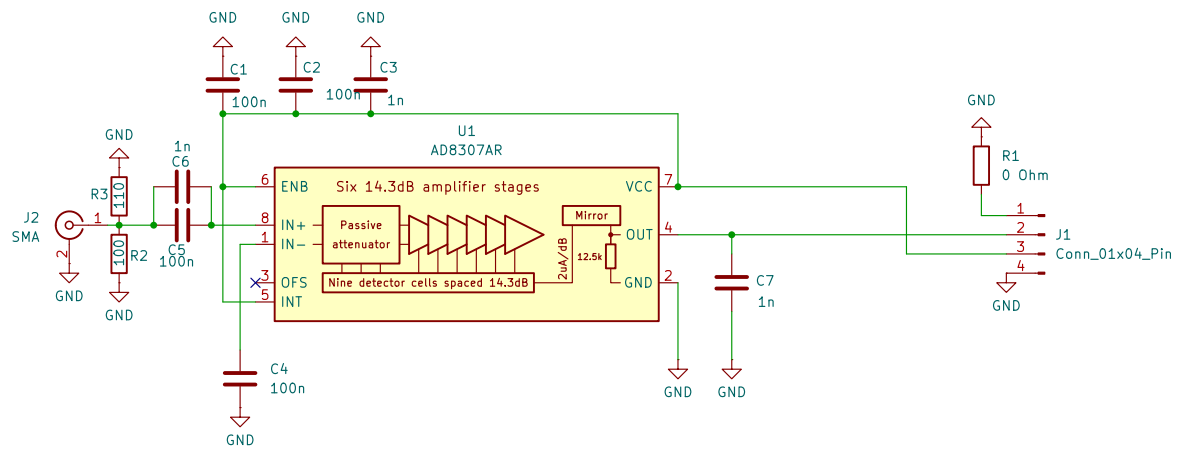 GND
GND
GND
C1
100n
C2
100n
C3
1n
U1
AD8307AR
GND
1n
C6
R3
110
J2
SMA
1
2
GND
100
R2
C5
100n
GND
6
ENB
8
IN+
1
IN-
3
OFS
5
INT
Six 14.3dB amplifier stages
Passive
attenuator
Nine detector cells spaced 14.3dB
2uA/dB
Mirror
12.5k
VCC
7
OUT
4
GND
2
C4
100n
GND
GND
C7
1n
GND
GND
R1
0 Ohm
1
2
3
4
J1
Conn_01x04_Pin
GND